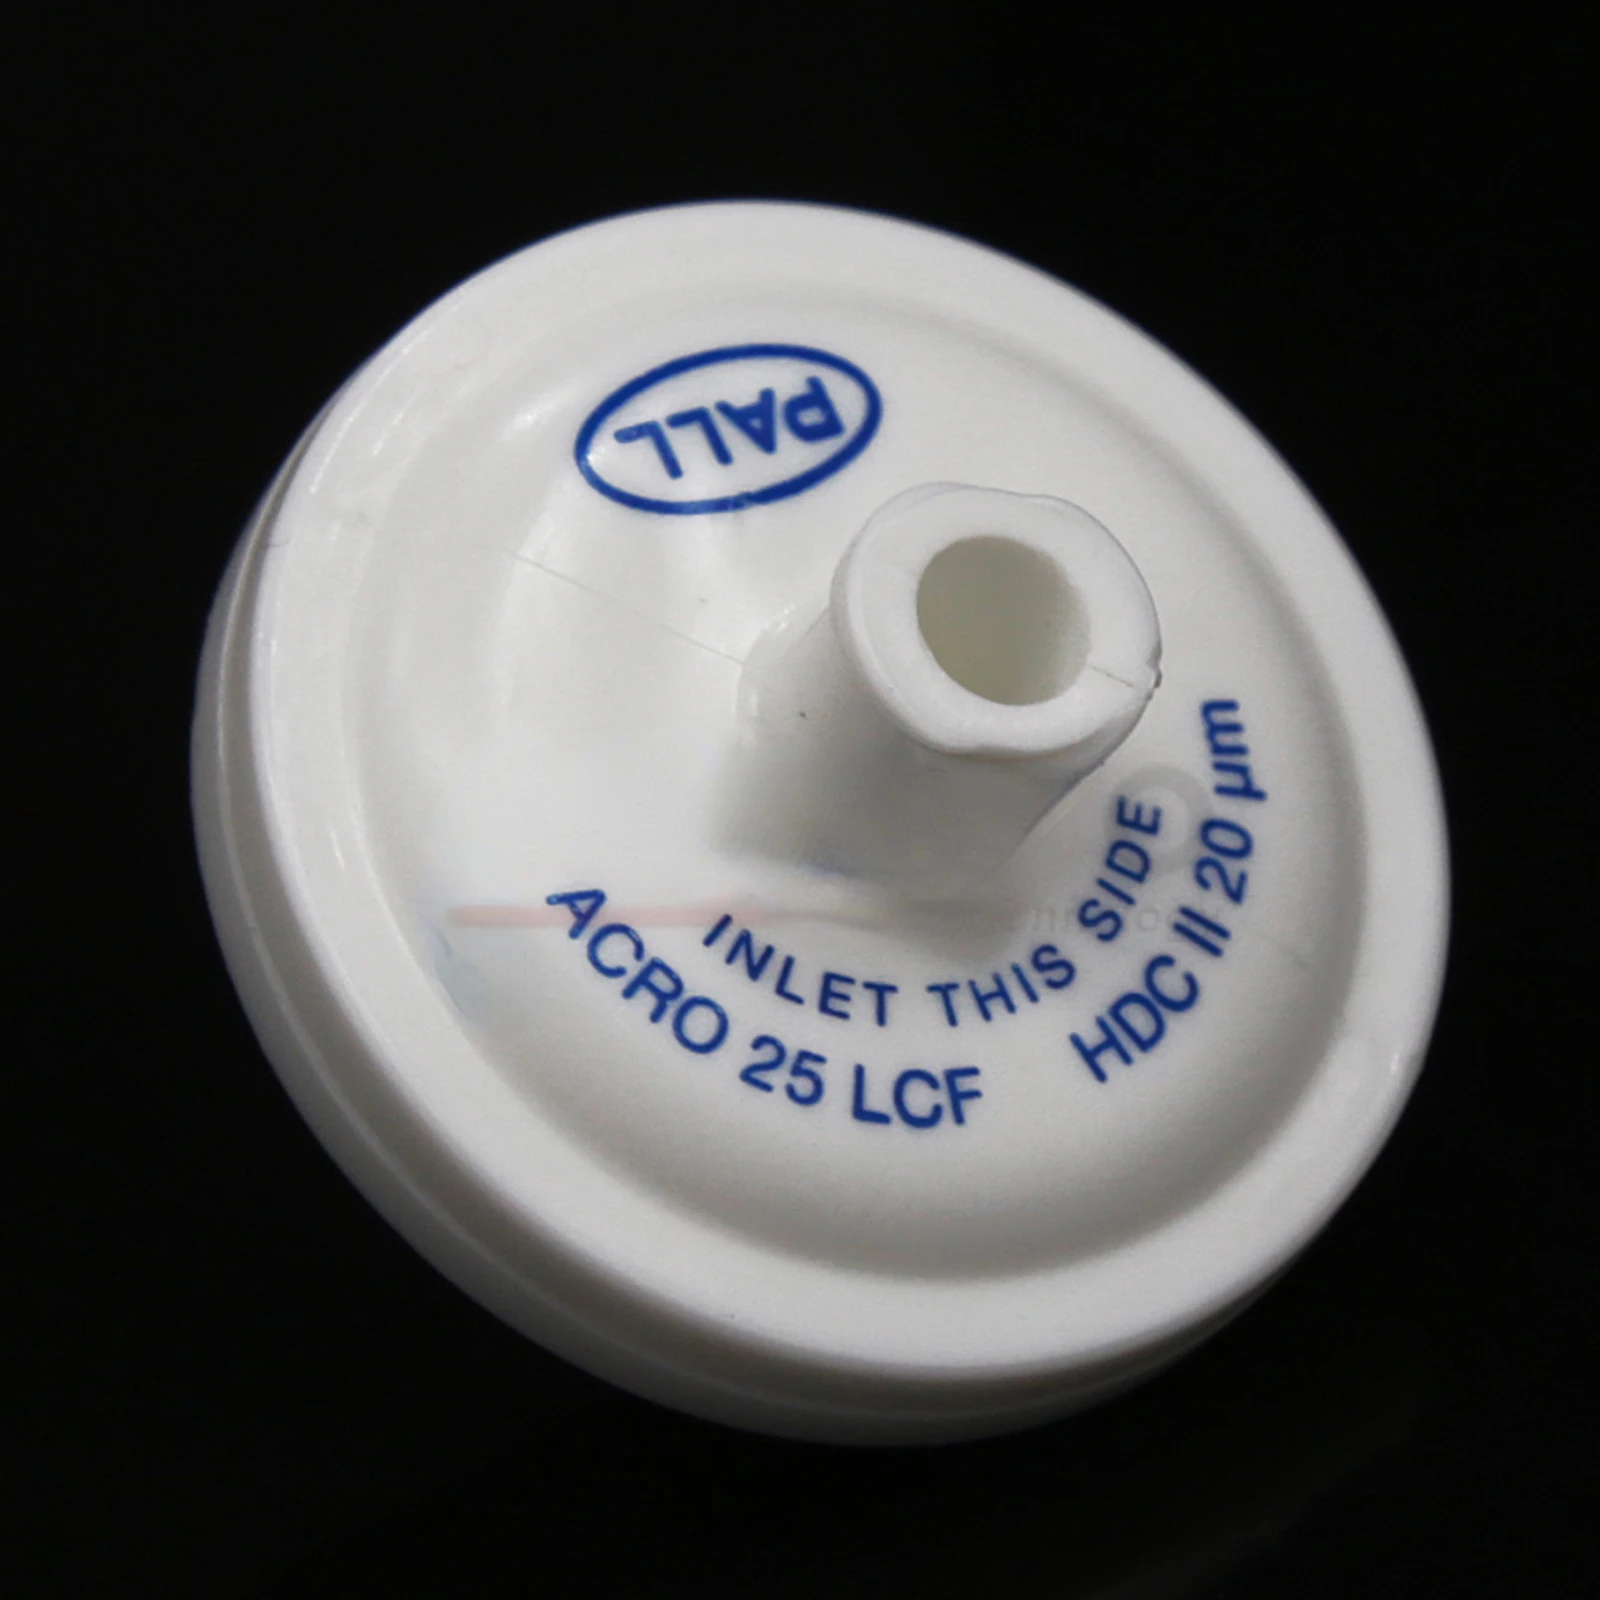 PALL
INLET THIS SIDE
ACRO 25 LCF HDC II 20 µm